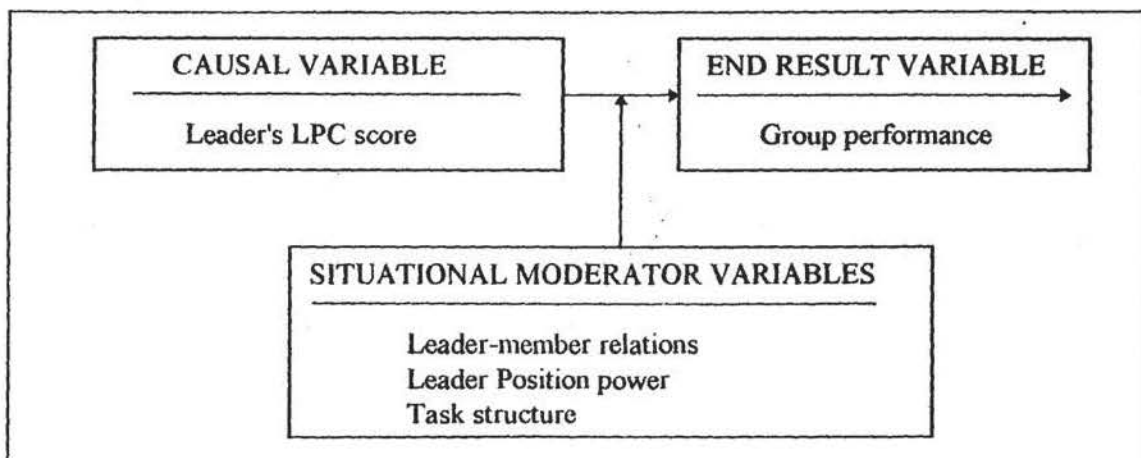 CAUSAL VARIABLE
Leader's LPC score
END RESULT VARIABLE
Group performance
SITUATIONAL MODERATOR VARIABLES
Leader-member relations
Leader Position power
Task structure